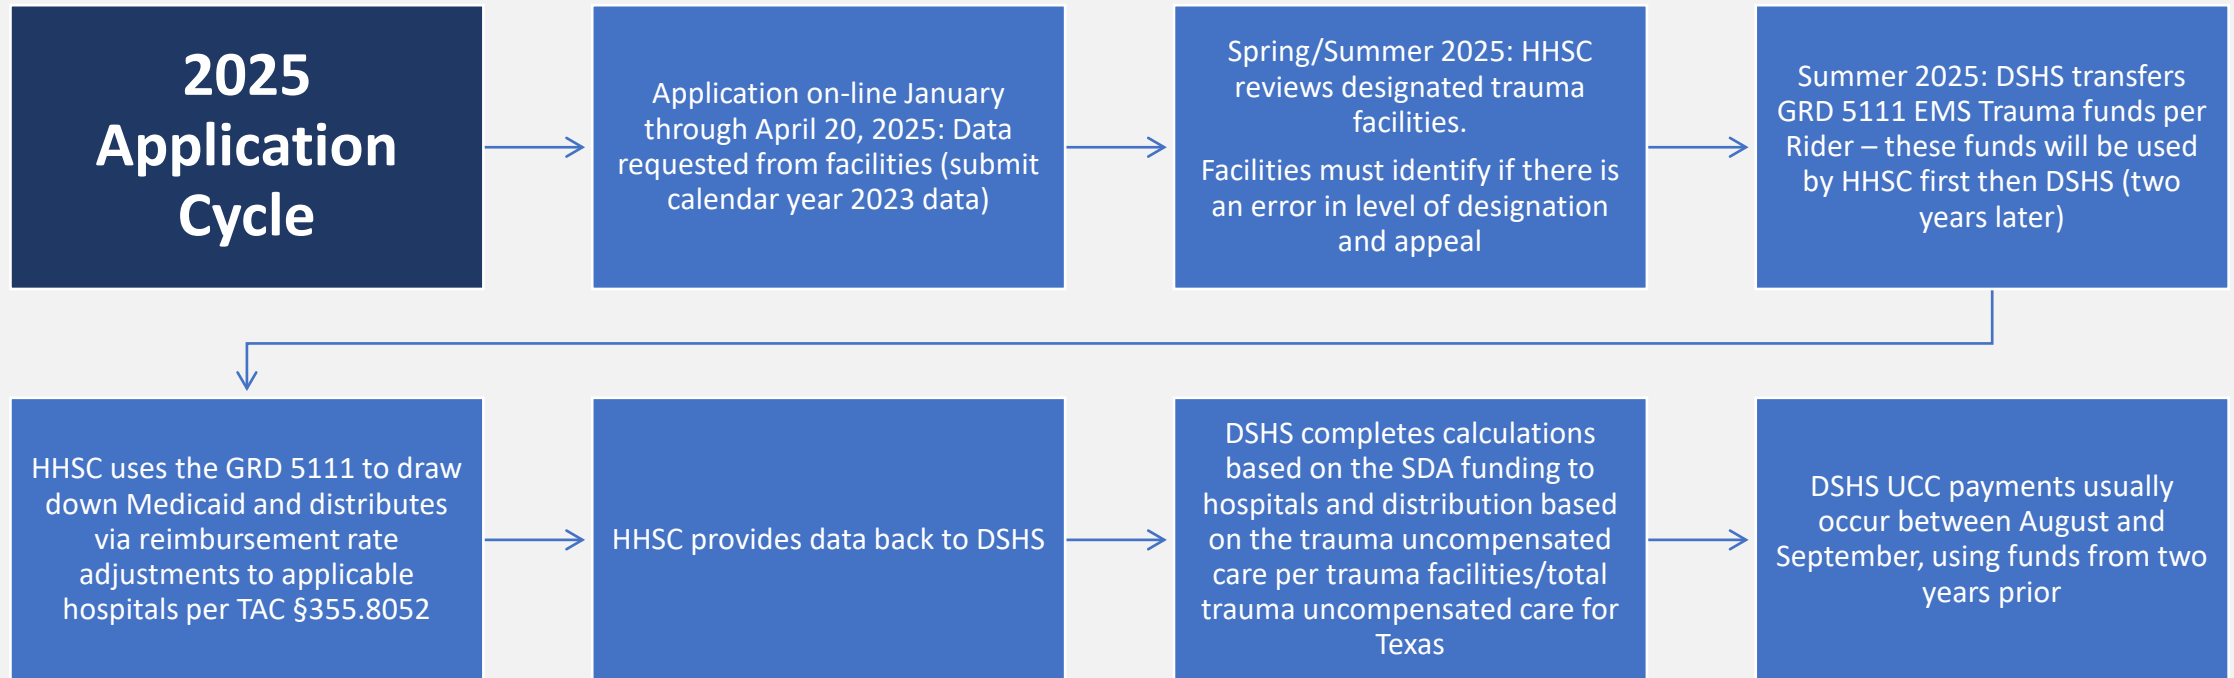 2025
Application
Cycle
Application on-line January
through April 20, 2025: Data
requested from facilities (submit
calendar year 2023 data)
Spring/Summer 2025: HHSC
reviews designated trauma
facilities.
Facilities must identify if there is
an error in level of designation
and appeal
Summer 2025: DSHS transfers
GRD 5111 EMS Trauma funds per
Rider – these funds will be used
by HHSC first then DSHS (two
years later)
HHSC uses the GRD 5111 to draw
down Medicaid and distributes
via reimbursement rate
adjustments to applicable
hospitals per TAC §355.8052
HHSC provides data back to DSHS
DSHS completes calculations
based on the SDA funding to
hospitals and distribution based
on the trauma uncompensated
care per trauma facilities/total
trauma uncompensated care for
Texas
DSHS UCC payments usually
occur between August and
September, using funds from two
years prior